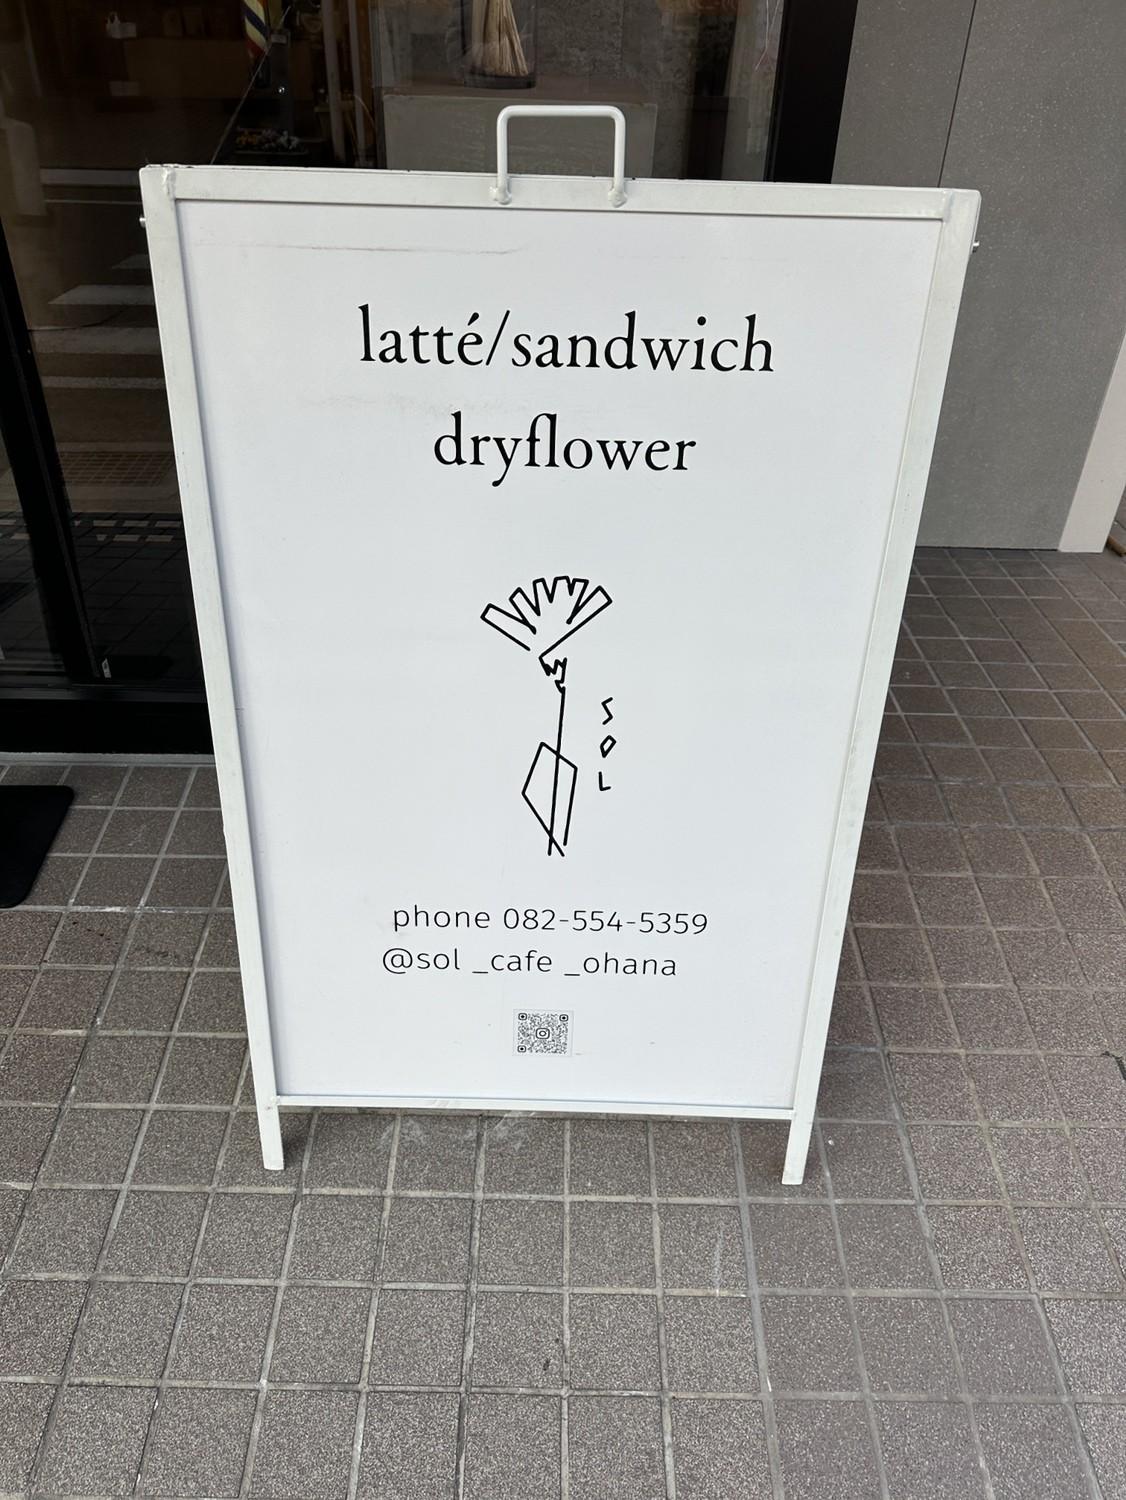 latté/sandwich
dryflower
SOL
phone 082-554-5359
@sol _cafe _ohana